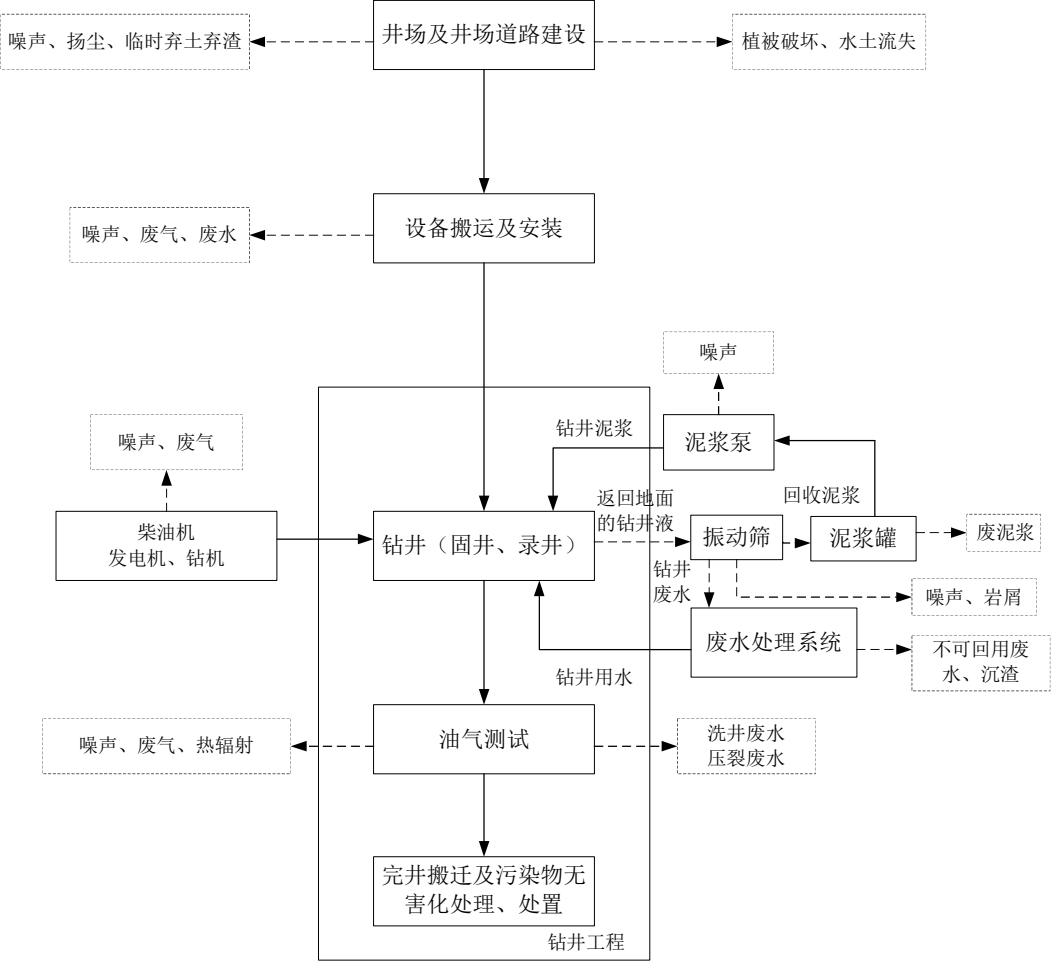 井场及井场道路建设
噪声、扬尘、临时弃土弃渣
植被破坏、水土流失
设备搬运及安装
噪声、废气、废水
噪声
钻井泥浆
泥浆泵
噪声、废气
回收泥浆
返回地面
的钻井液
柴油机
发电机、钻机
钻井（固井、录井）
振动筛
泥浆罐
废泥浆
钻井
废水
噪声、岩屑
废水处理系统
不可回用废
水、沉渣
钻井用水
噪声、废气、热辐射
油气测试
洗井废水
压裂废水
完井搬迁及污染物无
害化处理、处置
钻井工程